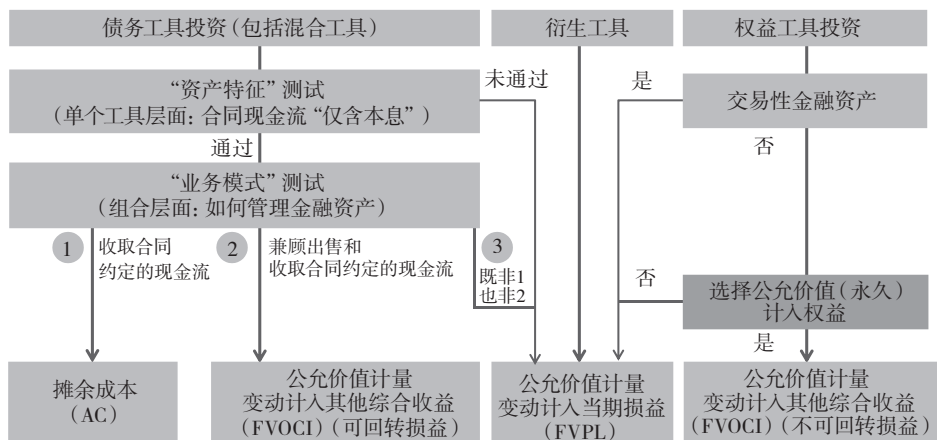 债务工具投资(包括混合工具)
衍生工具
权益工具投资
“资产特征”测试
(单个工具层面:合同现金流“仅含本息”)
未通过
是
交易性金融资产
通过
否
“业务模式”测试
(组合层面:如何管理金融资产)
1 收取合同
约定的现金流
2 兼顾出售和
收取合同约定的现金流
3
既非1
也非2
否
选择公允价值(永久)
计入权益
是
摊余成本
(AC)
公允价值计量
变动计入其他综合收益
(FVOCI)(可回转损益)
公允价值计量
变动计入当期损益
(FVPL)
公允价值计量
变动计入其他综合收益
(FVOCI)(不可回转损益)